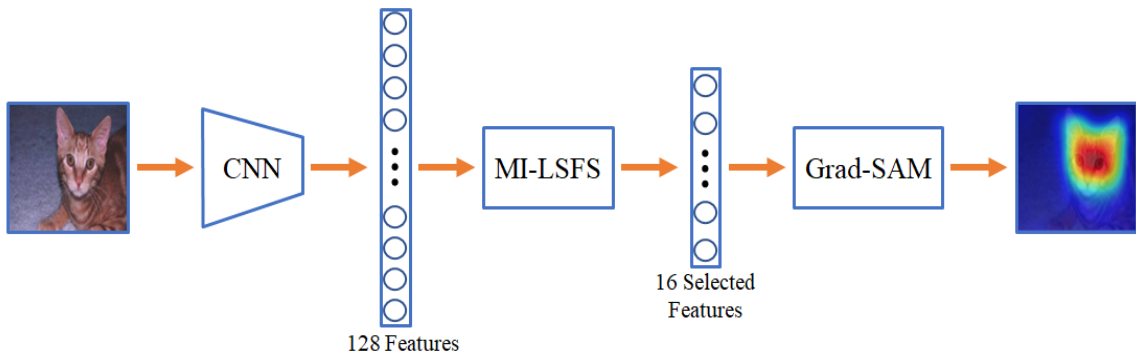 CNN
MI-LSFS
Grad-SAM
16 Selected
Features
128 Features